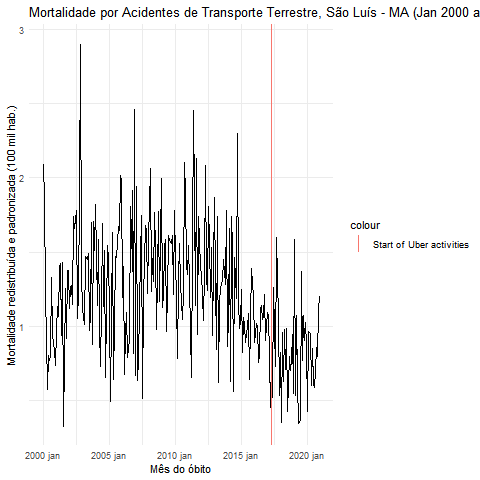 Mortalidade por Acidentes de Transporte Terrestre, São Luís - MA (Jan 2000 a
Mortalidade redistribuída e padronizada (100 mil hab.)
3
2
1
2000 jan
2005 jan
2010 jan
2015 jan
2020 jan
Mês do óbito
colour
Start of Uber activities